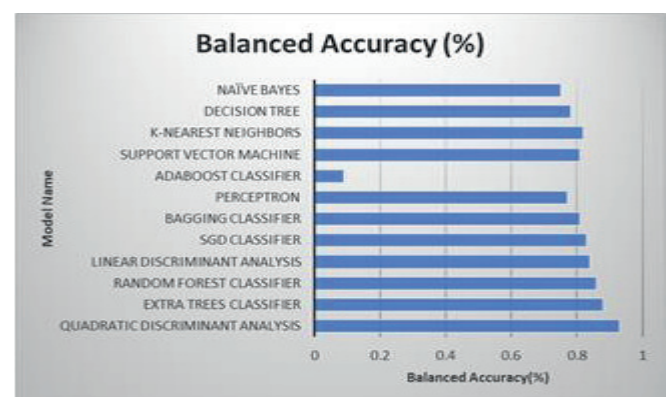 Balanced Accuracy (%)
NAÏVE BAYES
DECISION TREE
K-NEAREST NEIGHBORS
SUPPORT VECTOR MACHINE
ADABOOST CLASSIFIER
PERCEPTRON
BAGGING CLASSIFIER
SGD CLASSIFIER
LINEAR DISCRIMINANT ANALYSIS
RANDOM FOREST CLASSIFIER
EXTRA TREES CLASSIFIER
QUADRATIC DISCRIMINANT ANALYSIS
Model Name
0 0.2 0.4 0.6 0.8 1
Balanced Accuracy(%)